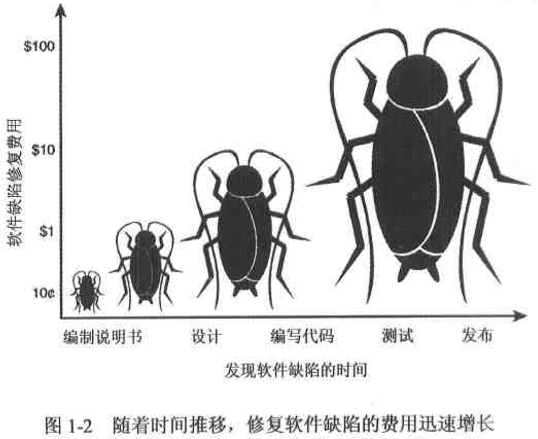 $100
$10
$1
10¢
软件缺陷修复费用
编制说明书 设计 编写代码 测试 发布
发现软件缺陷的时间
图 1-2 随着时间推移，修复软件缺陷的费用迅速增长